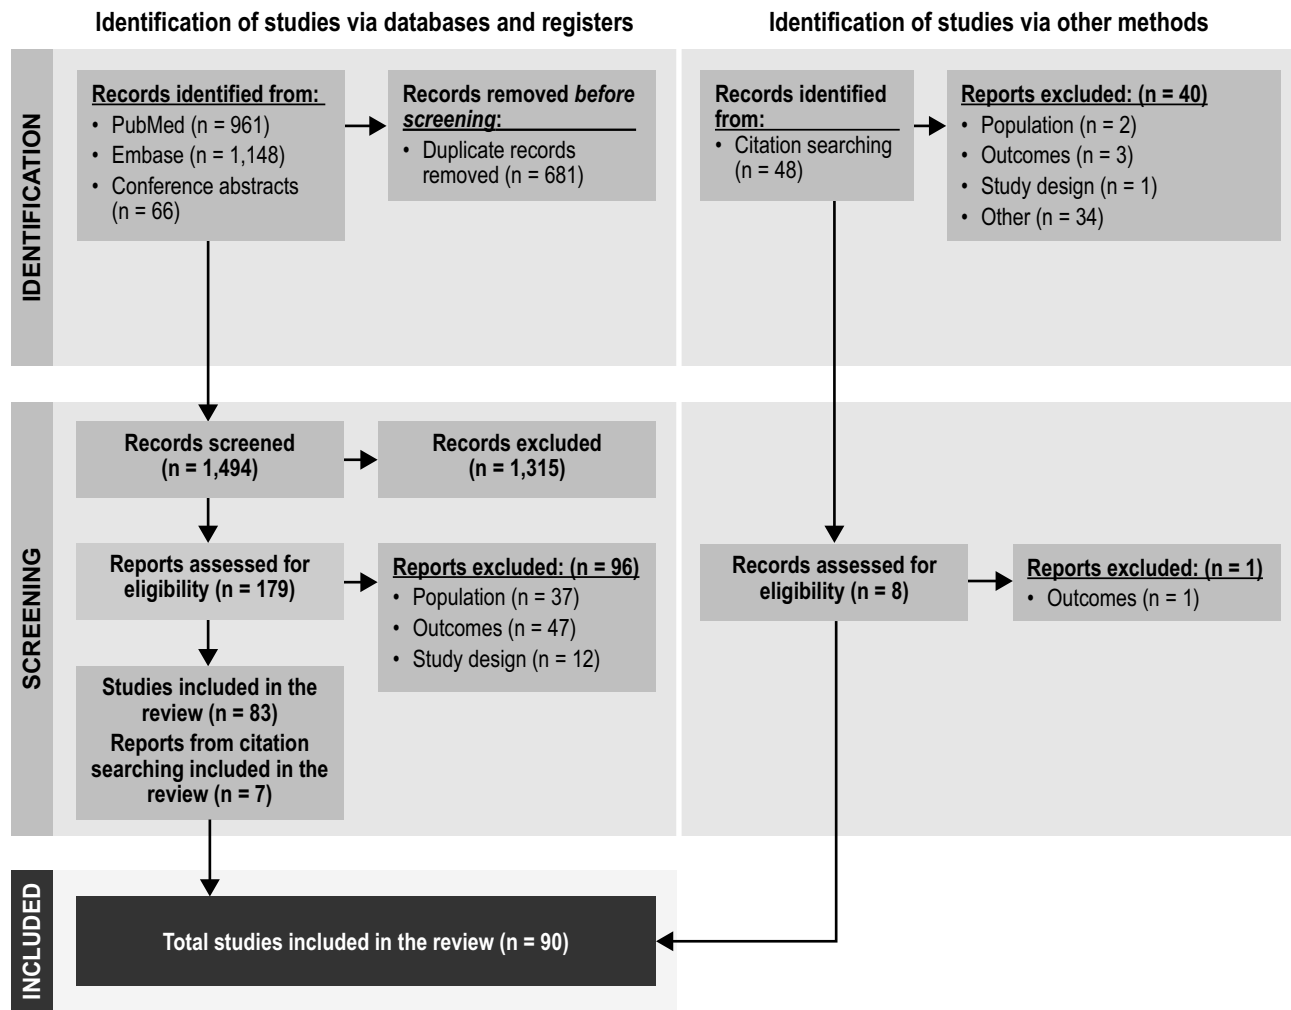 Identification of studies via databases and registers
Identification of studies via other methods
IDENTIFICATION
Records identified from:
• PubMed (n = 961)
• Embase (n = 1,148)
• Conference abstracts
(n = 66)
Records removed before
screening:
• Duplicate records
removed (n = 681)
Records identified
from:
• Citation searching
(n = 48)
Reports excluded: (n = 40)
• Population (n = 2)
• Outcomes (n = 3)
• Study design (n = 1)
• Other (n = 34)
SCREENING
Records screened
(n = 1,494)
Records excluded
(n = 1,315)
Reports assessed for
eligibility (n = 179)
Reports excluded: (n = 96)
• Population (n = 37)
• Outcomes (n = 47)
• Study design (n = 12)
Records assessed for
eligibility (n = 8)
Reports excluded: (n = 1)
• Outcomes (n = 1)
Studies included in the
review (n = 83)
Reports from citation
searching included in the
review (n = 7)
INCLUDED
Total studies included in the review (n = 90)